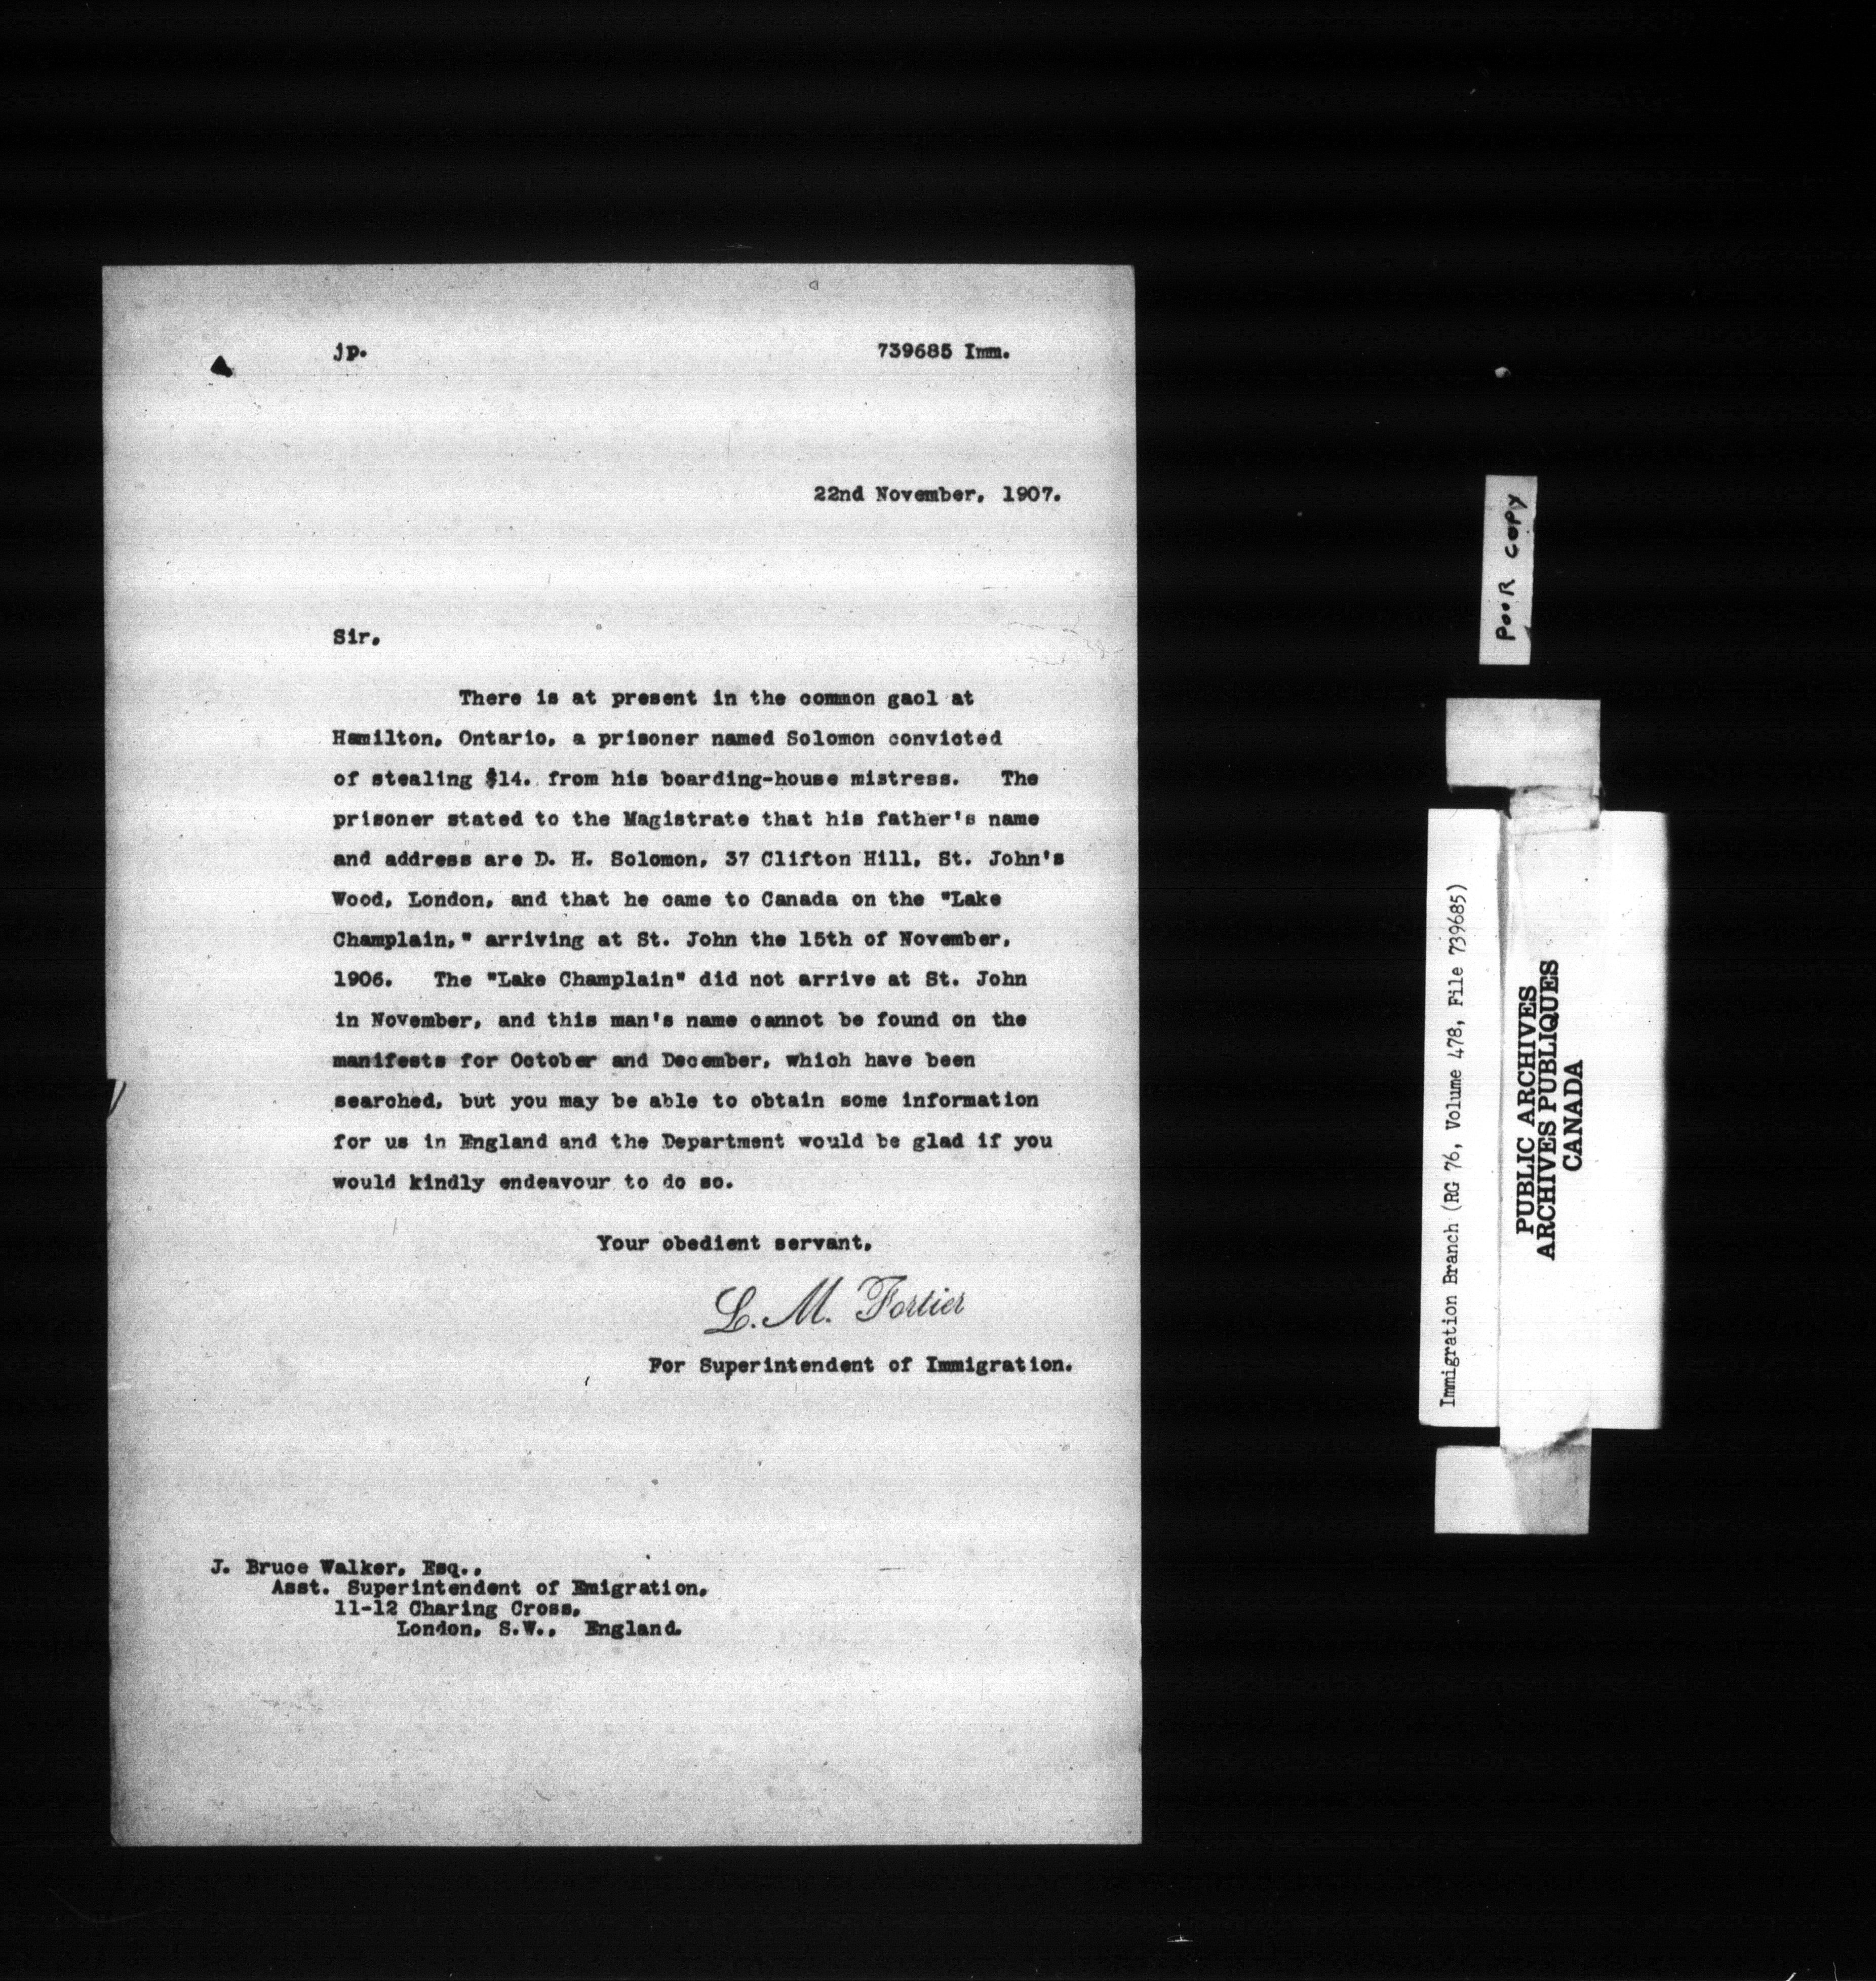 jp.
739685 Imm.
22nd November, 1907.
Sir,
There is at present in the common gaol at
Hamilton, Ontario, a prisoner named Solomon convicted
of stealing $14. from his boarding-house mistress. The
prisoner stated to the Magistrate that his father's name
and address are D. H. Solomon, 37 Clifton Hill, St. John's
Wood, London, and that he came to Canada on the "Lake
Champlain," arriving at St. John the 15th of November,
1906. The "Lake Champlain" did not arrive at St. John
in November, and this man's name cannot be found on the
manifests for October and December, which have been
searched, but you may be able to obtain some information
for us in England and the Department would be glad if you
would kindly endeavour to do so.
Your obedient servant,
L. M. Fortier
For Superintendent of Immigration.
J. Bruce Walker, Esq.,
Asst. Superintendent of Emigration,
11-12 Charing Cross,
London, S.W., England.
POOR COPY
Immigration Branch (RG 76, Volume 478, File 739685)
PUBLIC ARCHIVES
ARCHIVES PUBLIQUES
CANADA